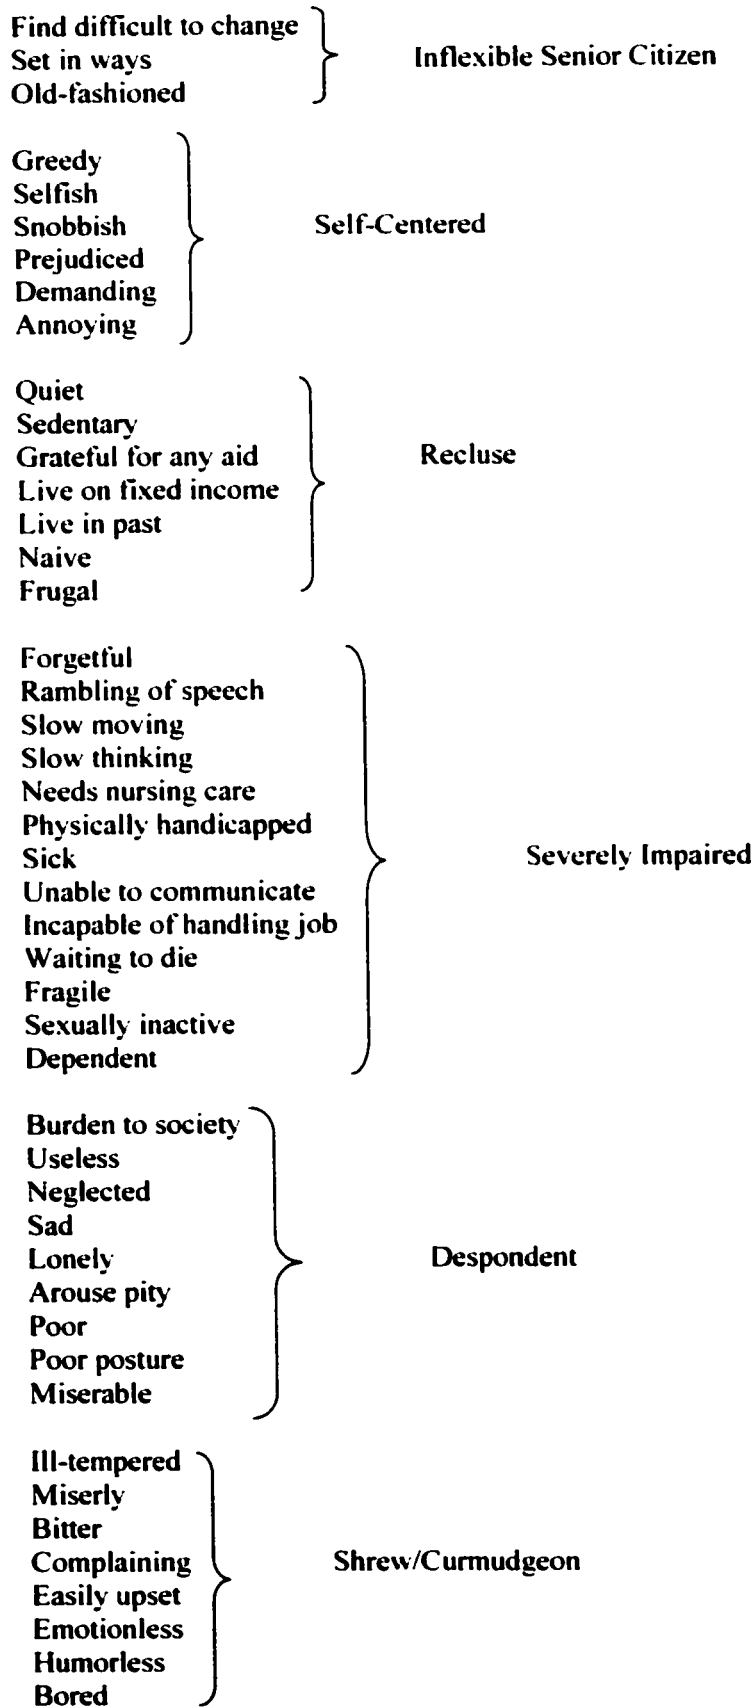 Find difficult to change
Set in ways
Old-fashioned
Inflexible Senior Citizen
Greedy
Selfish
Snobbish
Prejudiced
Demanding
Annoying
Self-Centered
Quiet
Sedentary
Grateful for any aid
Live on fixed income
Live in past
Naive
Frugal
Recluse
Forgetful
Rambling of speech
Slow moving
Slow thinking
Needs nursing care
Physically handicapped
Sick
Unable to communicate
Incapable of handling job
Waiting to die
Fragile
Sexually inactive
Dependent
Severely Impaired
Burden to society
Useless
Neglected
Sad
Lonely
Arouse pity
Poor
Poor posture
Miserable
Despondent
Ill-tempered
Miserly
Bitter
Complaining
Easily upset
Emotionless
Humorless
Bored
Shrew/Curmudgeon